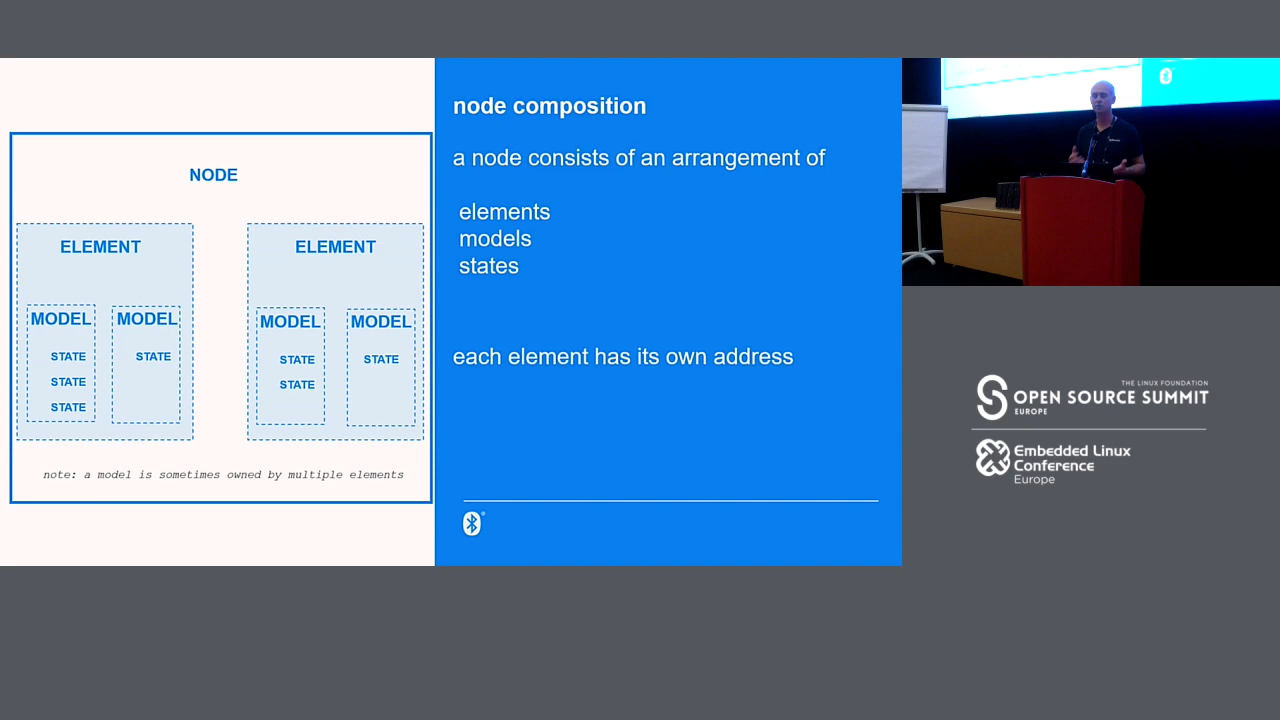 NODE
ELEMENT
MODEL
STATE
STATE
STATE
MODEL
STATE
ELEMENT
MODEL
STATE
STATE
MODEL
STATE
note: a model is sometimes owned by multiple elements
node composition
a node consists of an arrangement of
elements
models
states
each element has its own address
THE LINUX FOUNDATION
OPEN SOURCE SUMMIT
EUROPE
Embedded Linux
Conference
Europe